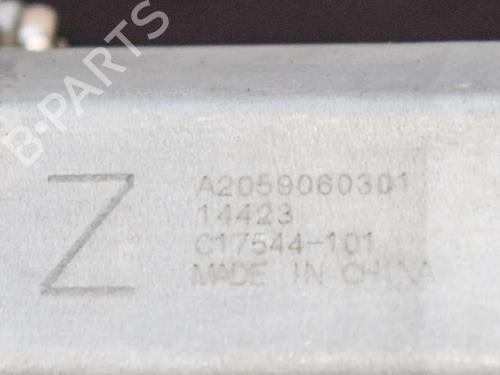 B-PARTS
Z
A2059060301
14423
C17544-101
MADE IN CHINA